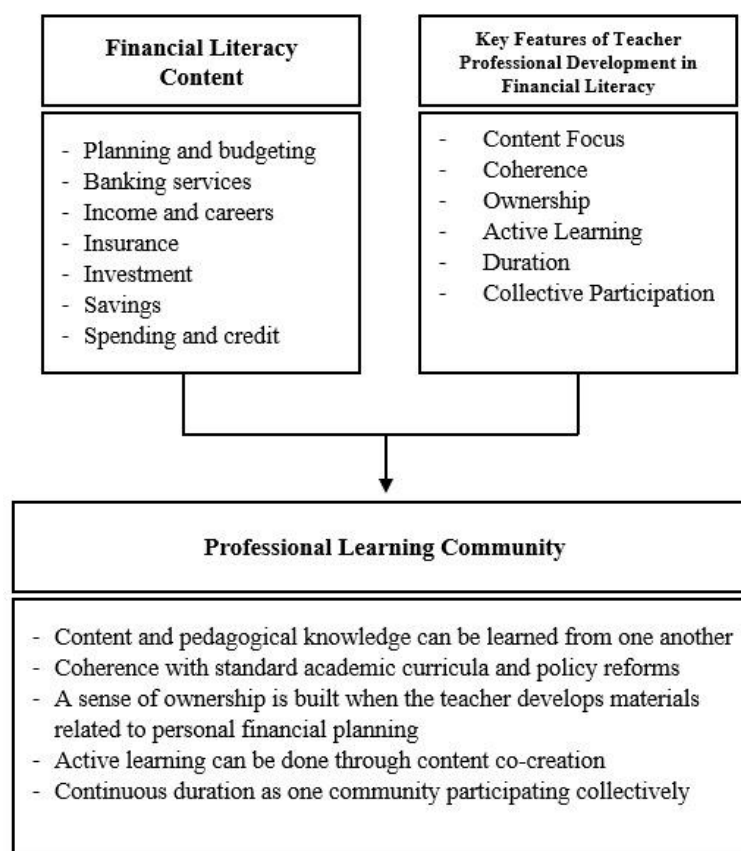 Financial Literacy
Content
- Planning and budgeting
- Banking services
- Income and careers
- Insurance
- Investment
- Savings
- Spending and credit
Key Features of Teacher
Professional Development in
Financial Literacy
- Content Focus
- Coherence
- Ownership
- Active Learning
- Duration
- Collective Participation
Professional Learning Community
- Content and pedagogical knowledge can be learned from one another
- Coherence with standard academic curricula and policy reforms
- A sense of ownership is built when the teacher develops materials
related to personal financial planning
- Active learning can be done through content co-creation
- Continuous duration as one community participating collectively